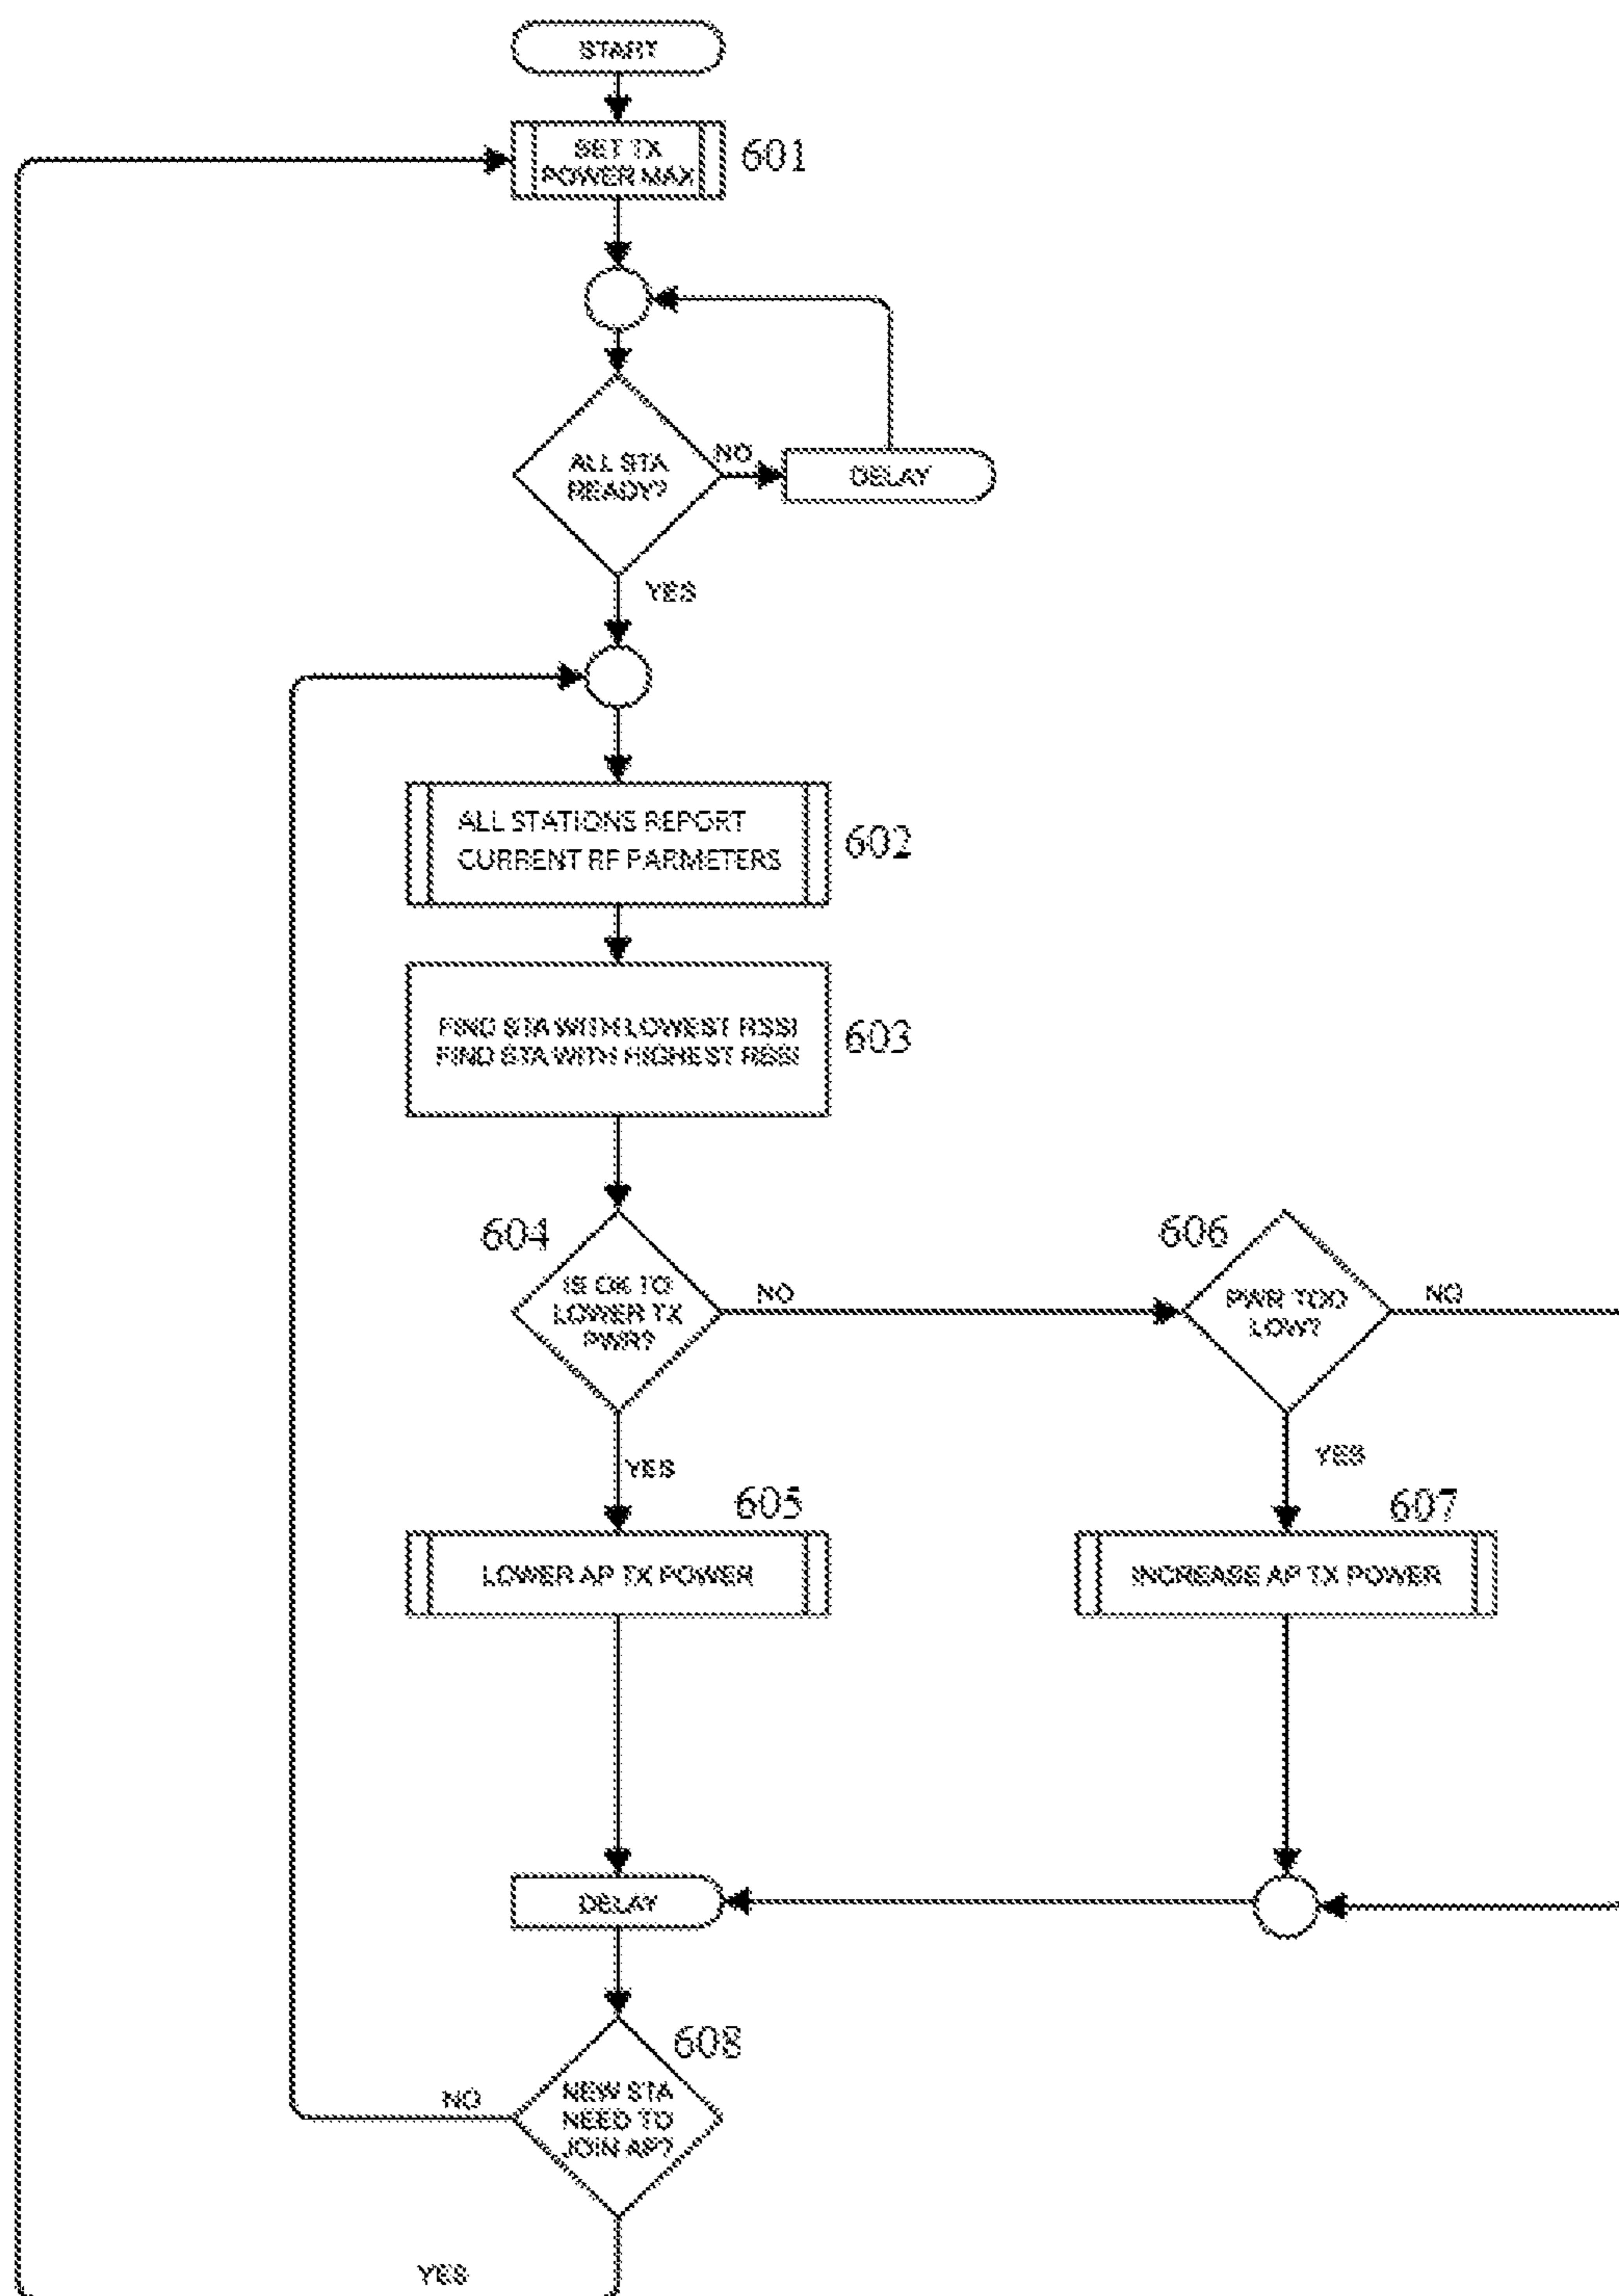 START
SET TX
POWER MAX
601
ALL STA
READY?
NO
DELAY
YES
ALL STATIONS REPORT
CURRENT RF PARMETERS
602
FIND STA WITH LOWEST RSSI
FIND STA WITH HIGHEST RSSI
603
604
IS OK TO
LOWER TX
PWR?
NO
606
PWR TOO
LOW?
NO
YES
YES
605
LOWER AP TX POWER
607
INCREASE AP TX POWER
DELAY
608
NEW STA
NEED TO
JOIN AP?
NO
YES